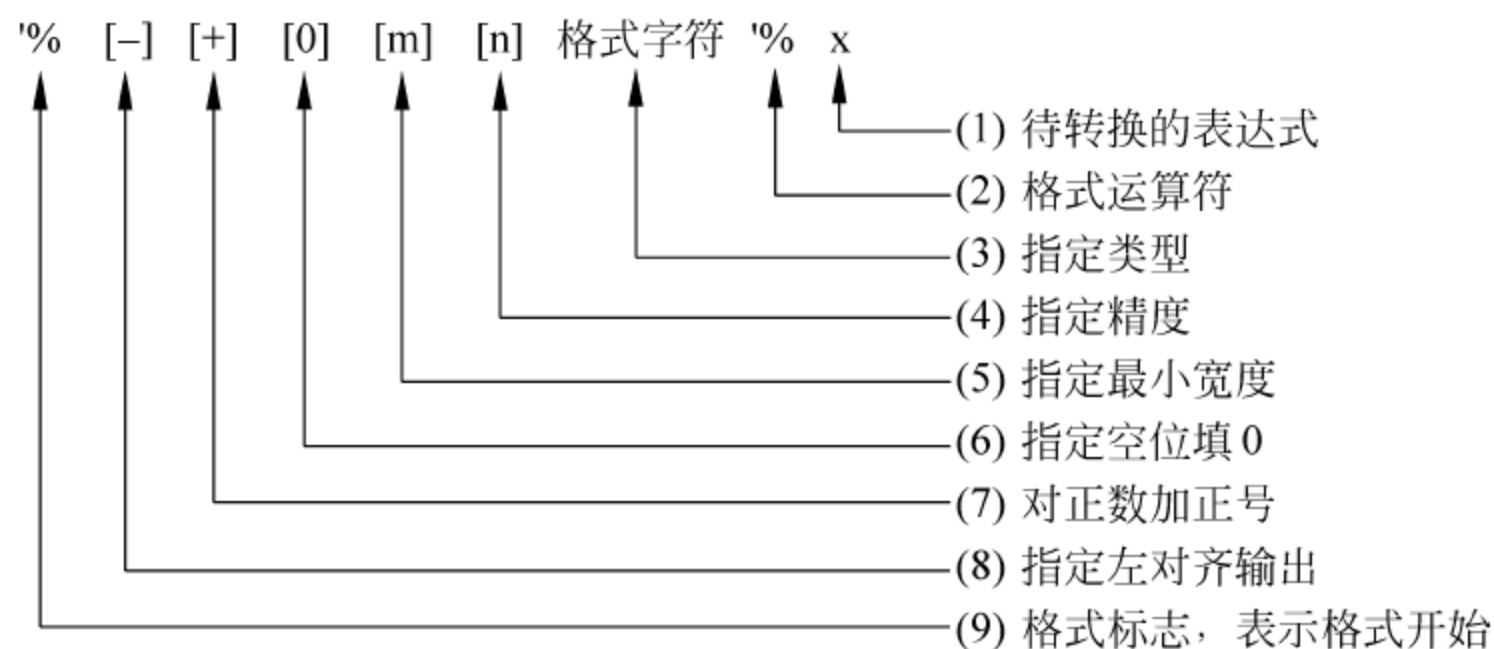 '% [–] [+] [0] [m] [n] 格式字符 '% x
(1) 待转换的表达式
(2) 格式运算符
(3) 指定类型
(4) 指定精度
(5) 指定最小宽度
(6) 指定空位填 0
(7) 对正数加正号
(8) 指定左对齐输出
(9) 格式标志，表示格式开始